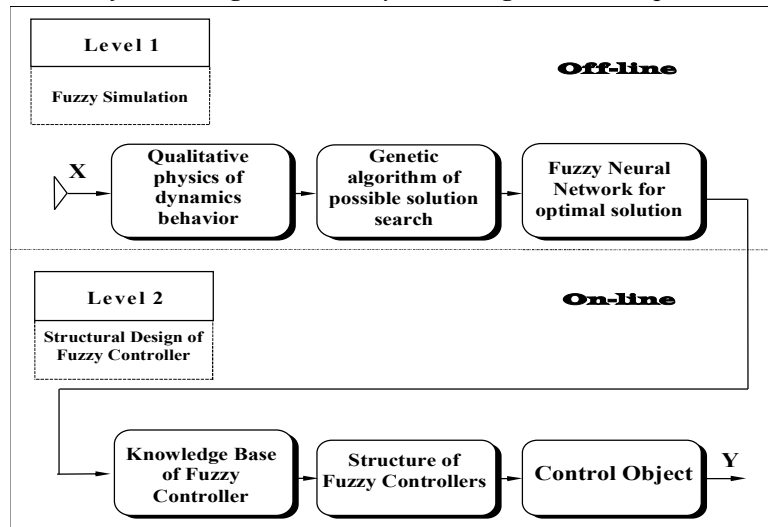 Level 1
Off-line
Fuzzy Simulation
X
Qualitative
physics of
dynamics
behavior
Genetic
algorithm of
possible solution
search
Fuzzy Neural
Network for
optimal solution
Level 2
On-line
Structural Design of
Fuzzy Controller
Knowledge Base
of Fuzzy
Controller
Structure of
Fuzzy Controllers
Control Object
Y